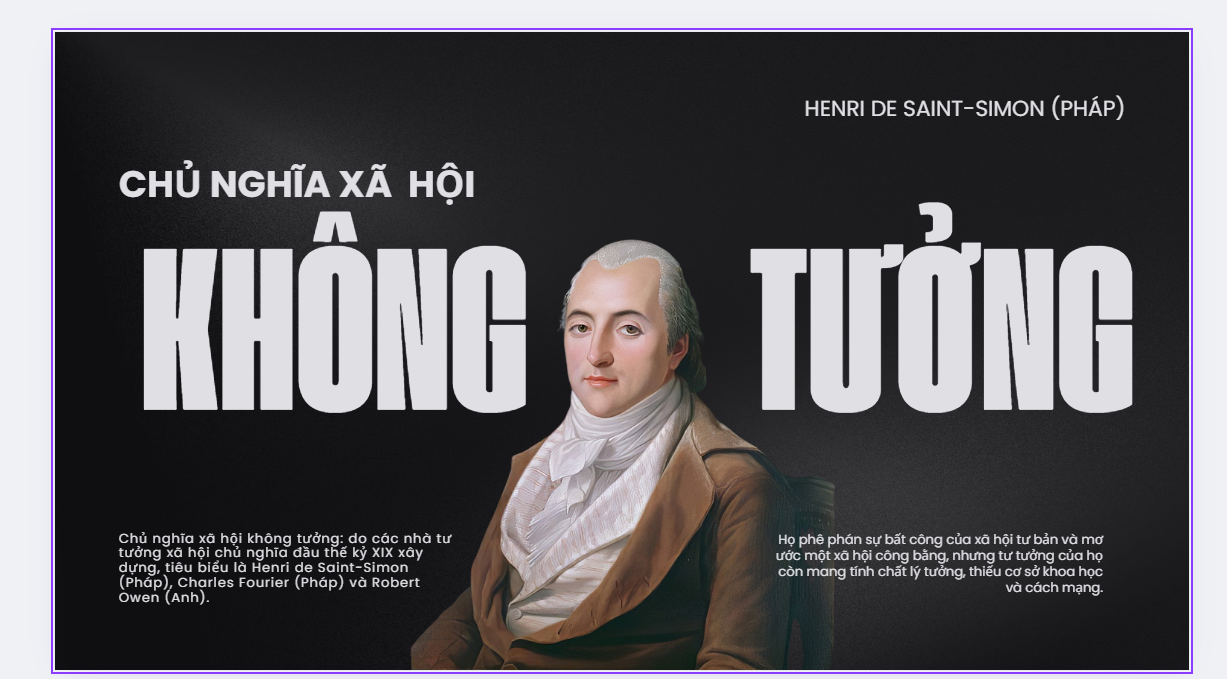 HENRI DE SAINT-SIMON (PHÁP)
CHỦ NGHĨA XÃ HỘI
KHÔNG TƯỞNG
Chủ nghĩa xã hội không tưởng: do các nhà tư
tưởng xã hội chủ nghĩa đầu thế kỷ XIX xây
dựng, tiêu biểu là Henri de Saint-Simon
(Pháp), Charles Fourier (Pháp) và Robert
Owen (Anh).
Họ phê phán sự bất công của xã hội tư bản và mơ
ước một xã hội công bằng, nhưng tư tưởng của họ
còn mang tính chất lý tưởng, thiếu cơ sở khoa học
và cách mạng.